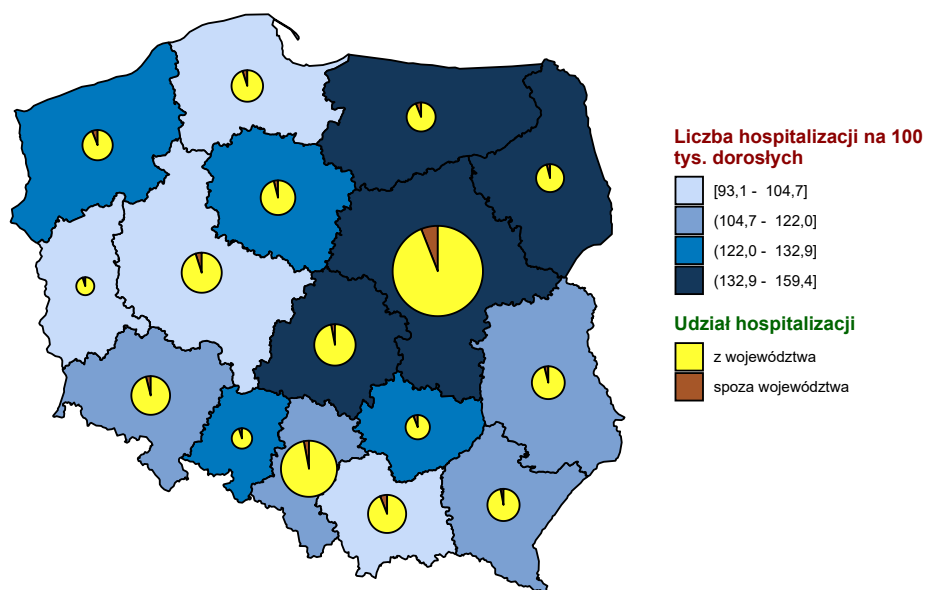 Liczba hospitalizacji na 100
tys. dorosłych
[93,1 - 104,7]
(104,7 - 122,0]
(122,0 - 132,9]
(132,9 - 159,4]
Udział hospitalizacji
z województwa
spoza województwa